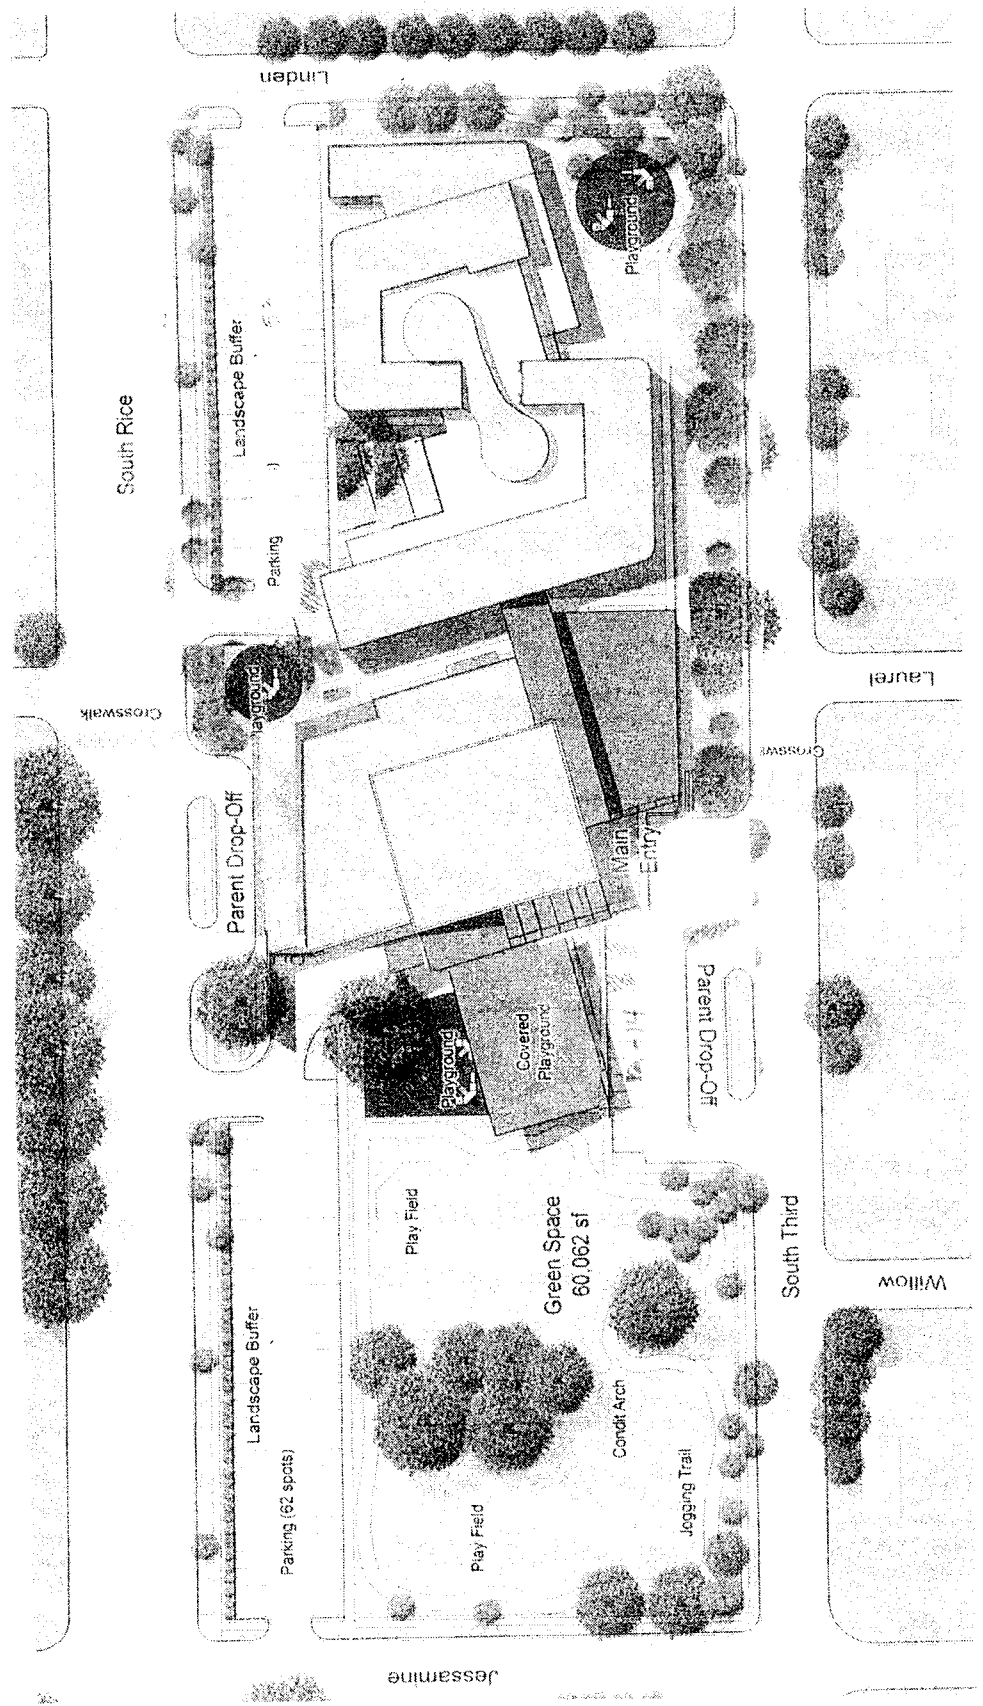 Linden
South Rice
Landscape Buffer
Parking
Playground
Crosswalk
layground
Laurel
Crossw
Parent Drop-Off
Main
Entry
Parent Drop-Off
Playground
Covered
Playground
Play Field
Green Space
60,062 sf
South Third
Willow
Landscape Buffer
Parking (62 spots)
Play Field
Condit Arch
Jogging Trail
Jessamine